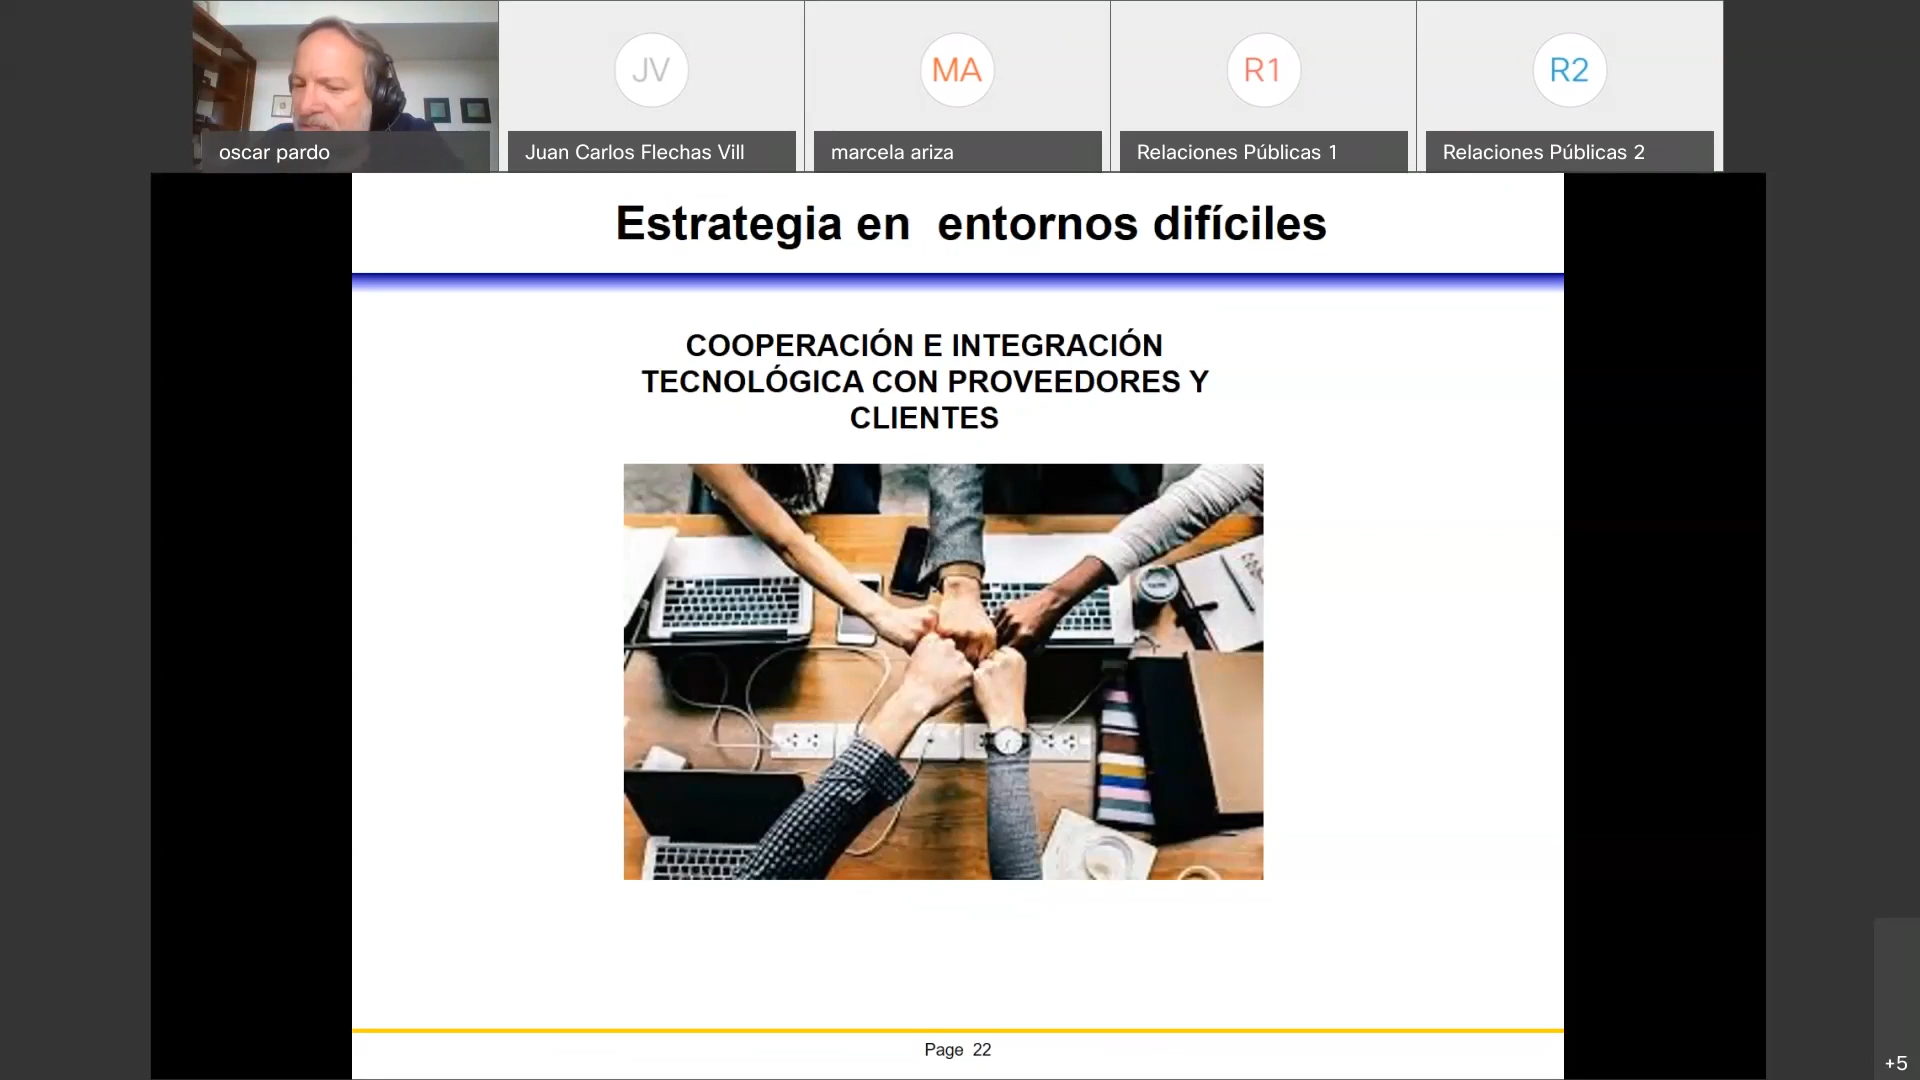 JV
MA
R1
R2
oscar pardo
Juan Carlos Flechas Vill
marcela ariza
Relaciones Públicas 1
Relaciones Públicas 2
Estrategia en  entornos difíciles
COOPERACIÓN E INTEGRACIÓN
TECNOLÓGICA CON PROVEEDORES Y
CLIENTES
Page  22
+5